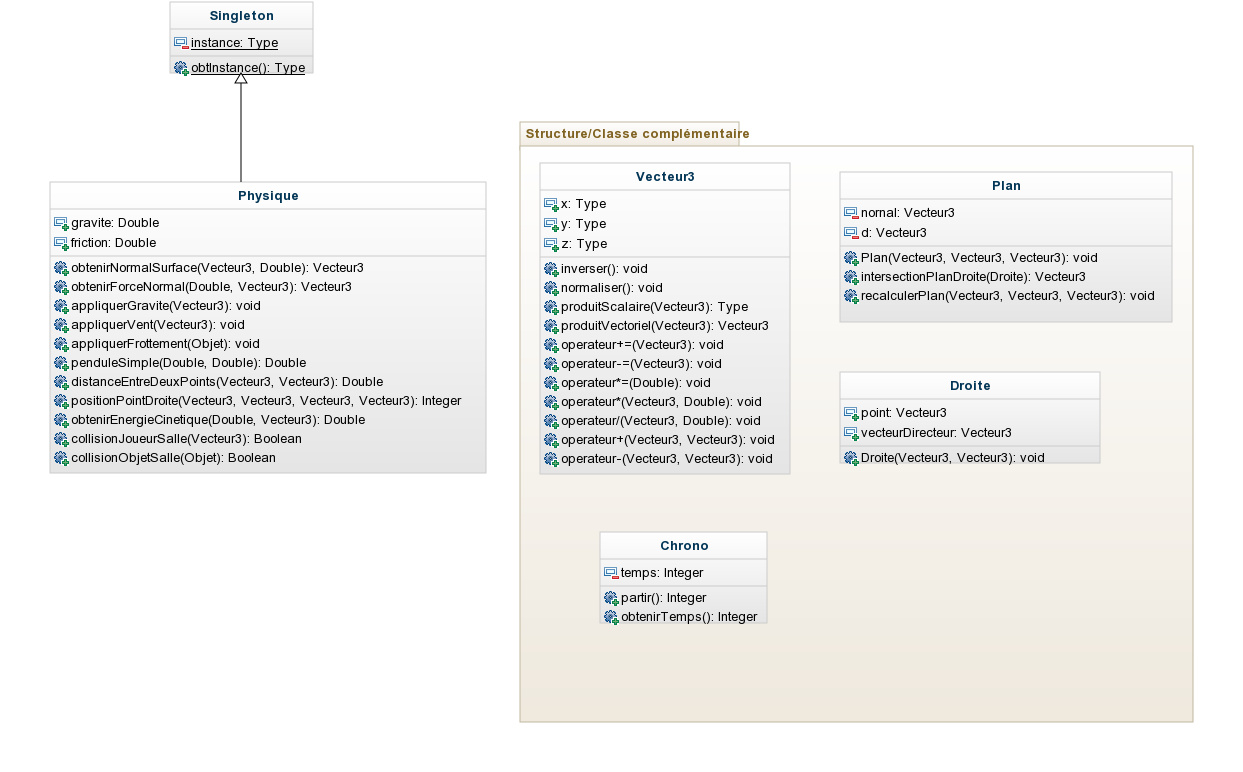 Singleton
instance: Type
obtInstance(): Type
Physique
gravite: Double
friction: Double
obtenirNormalSurface(Vecteur3, Double): Vecteur3
obtenirForceNormal(Double, Vecteur3): Vecteur3
appliquerGravite(Vecteur3): void
appliquerVent(Vecteur3): void
appliquerFrottement(Objet): void
penduleSimple(Double, Double): Double
distanceEntreDeuxPoints(Vecteur3, Vecteur3): Double
positionPointDroite(Vecteur3, Vecteur3, Vecteur3, Vecteur3): Integer
obtenirEnergieCinetique(Double, Vecteur3): Double
collisionJoueurSalle(Vecteur3): Boolean
collisionObjetSalle(Objet): Boolean
Structure/Classe complémentaire
Vecteur3
x: Type
y: Type
z: Type
inverser(): void
normaliser(): void
produitScalaire(Vecteur3): Type
produitVectoriel(Vecteur3): Vecteur3
operateur+=(Vecteur3): void
operateur-=(Vecteur3): void
operateur*=(Double): void
operateur*(Vecteur3, Double): void
operateur/(Vecteur3, Double): void
operateur+(Vecteur3, Vecteur3): void
operateur-(Vecteur3, Vecteur3): void
Plan
nornal: Vecteur3
d: Vecteur3
Plan(Vecteur3, Vecteur3, Vecteur3): void
intersectionPlanDroite(Droite): Vecteur3
recalculerPlan(Vecteur3, Vecteur3, Vecteur3): void
Droite
point: Vecteur3
vecteurDirecteur: Vecteur3
Droite(Vecteur3, Vecteur3): void
Chrono
temps: Integer
partir(): Integer
obtenirTemps(): Integer